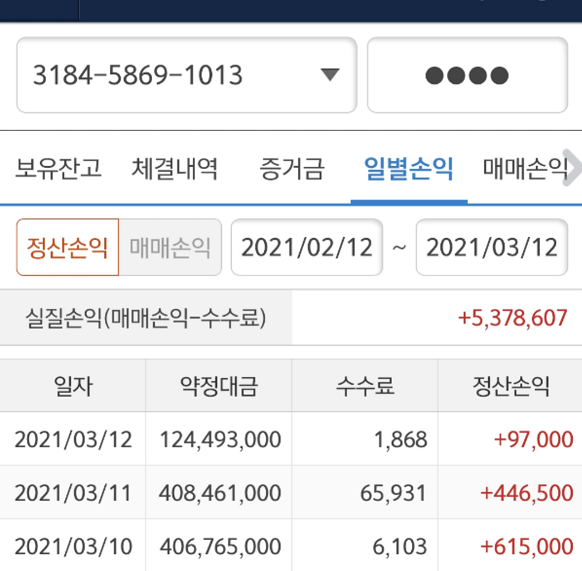 3184-5869-1013 ●●●●
보유잔고 체결내역 증거금 일별손익 매매손익
정산손익 매매손익 2021/02/12 ~ 2021/03/12
실질손익(매매손익-수수료) +5,378,607
일자 약정대금 수수료 정산손익
2021/03/12 124,493,000 1,868 +97,000
2021/03/11 408,461,000 65,931 +446,500
2021/03/10 406,765,000 6,103 +615,000